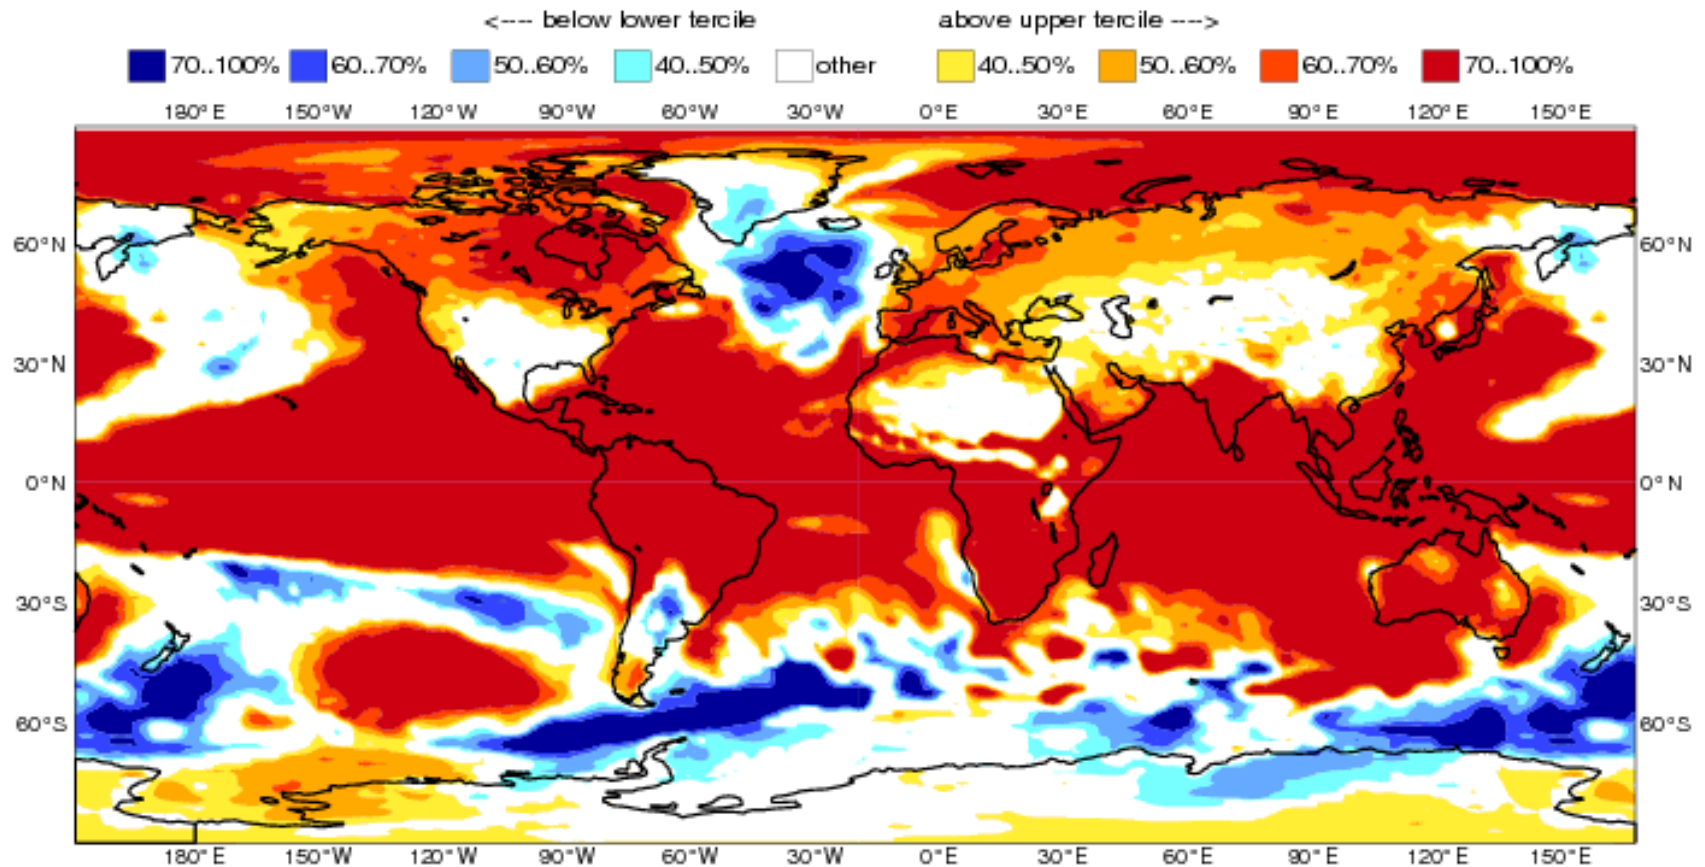 <---- below lower tercile above upper tercile ---->
70..100% 60..70% 50..60% 40..50% other 40..50% 50..60% 60..70% 70..100%
180°E 150°W 120°W 90°W 60°W 30°W 0°E 30°E 60°E 90°E 120°E 150°E
60°N 60°N
30°N 30°N
0°N 0°N
30°S 30°S
60°S 60°S
180°E 150°W 120°W 90°W 60°W 30°W 0°E 30°E 60°E 90°E 120°E 150°E